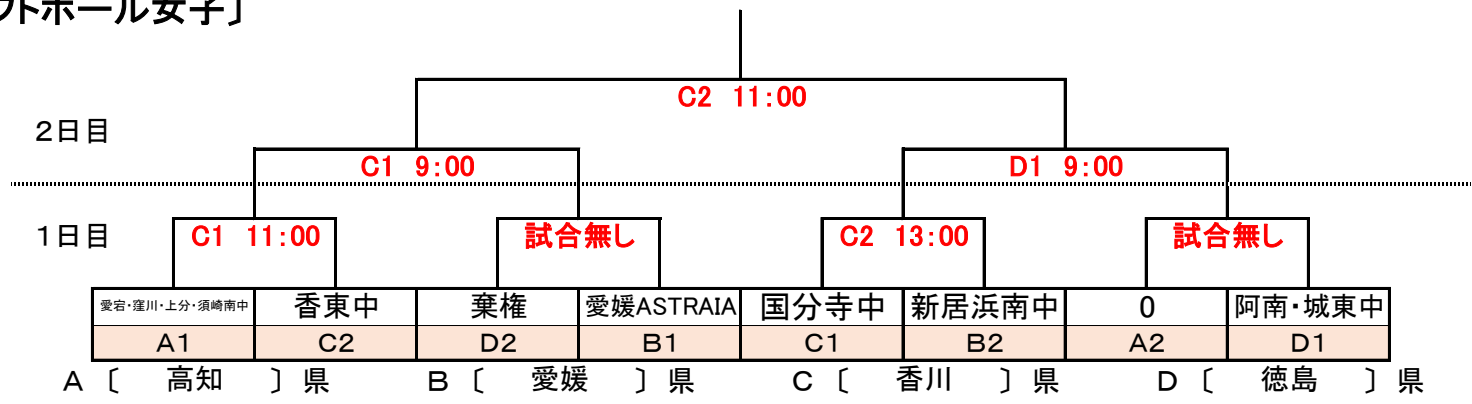 フトボール女子〕
C2 11:00
2日目
C1 9:00 D1 9:00
1日目 C1 11:00 試合無し C2 13:00 試合無し
愛宕・窪川・上分・須崎南中 香東中 棄権 愛媛ASTRAIA 国分寺中 新居浜南中 0 阿南・城東中
A1 C2 D2 B1 C1 B2 A2 D1
A〔 高知 〕県 B〔 愛媛 〕県 C〔 香川 〕県 D〔 徳島 〕県